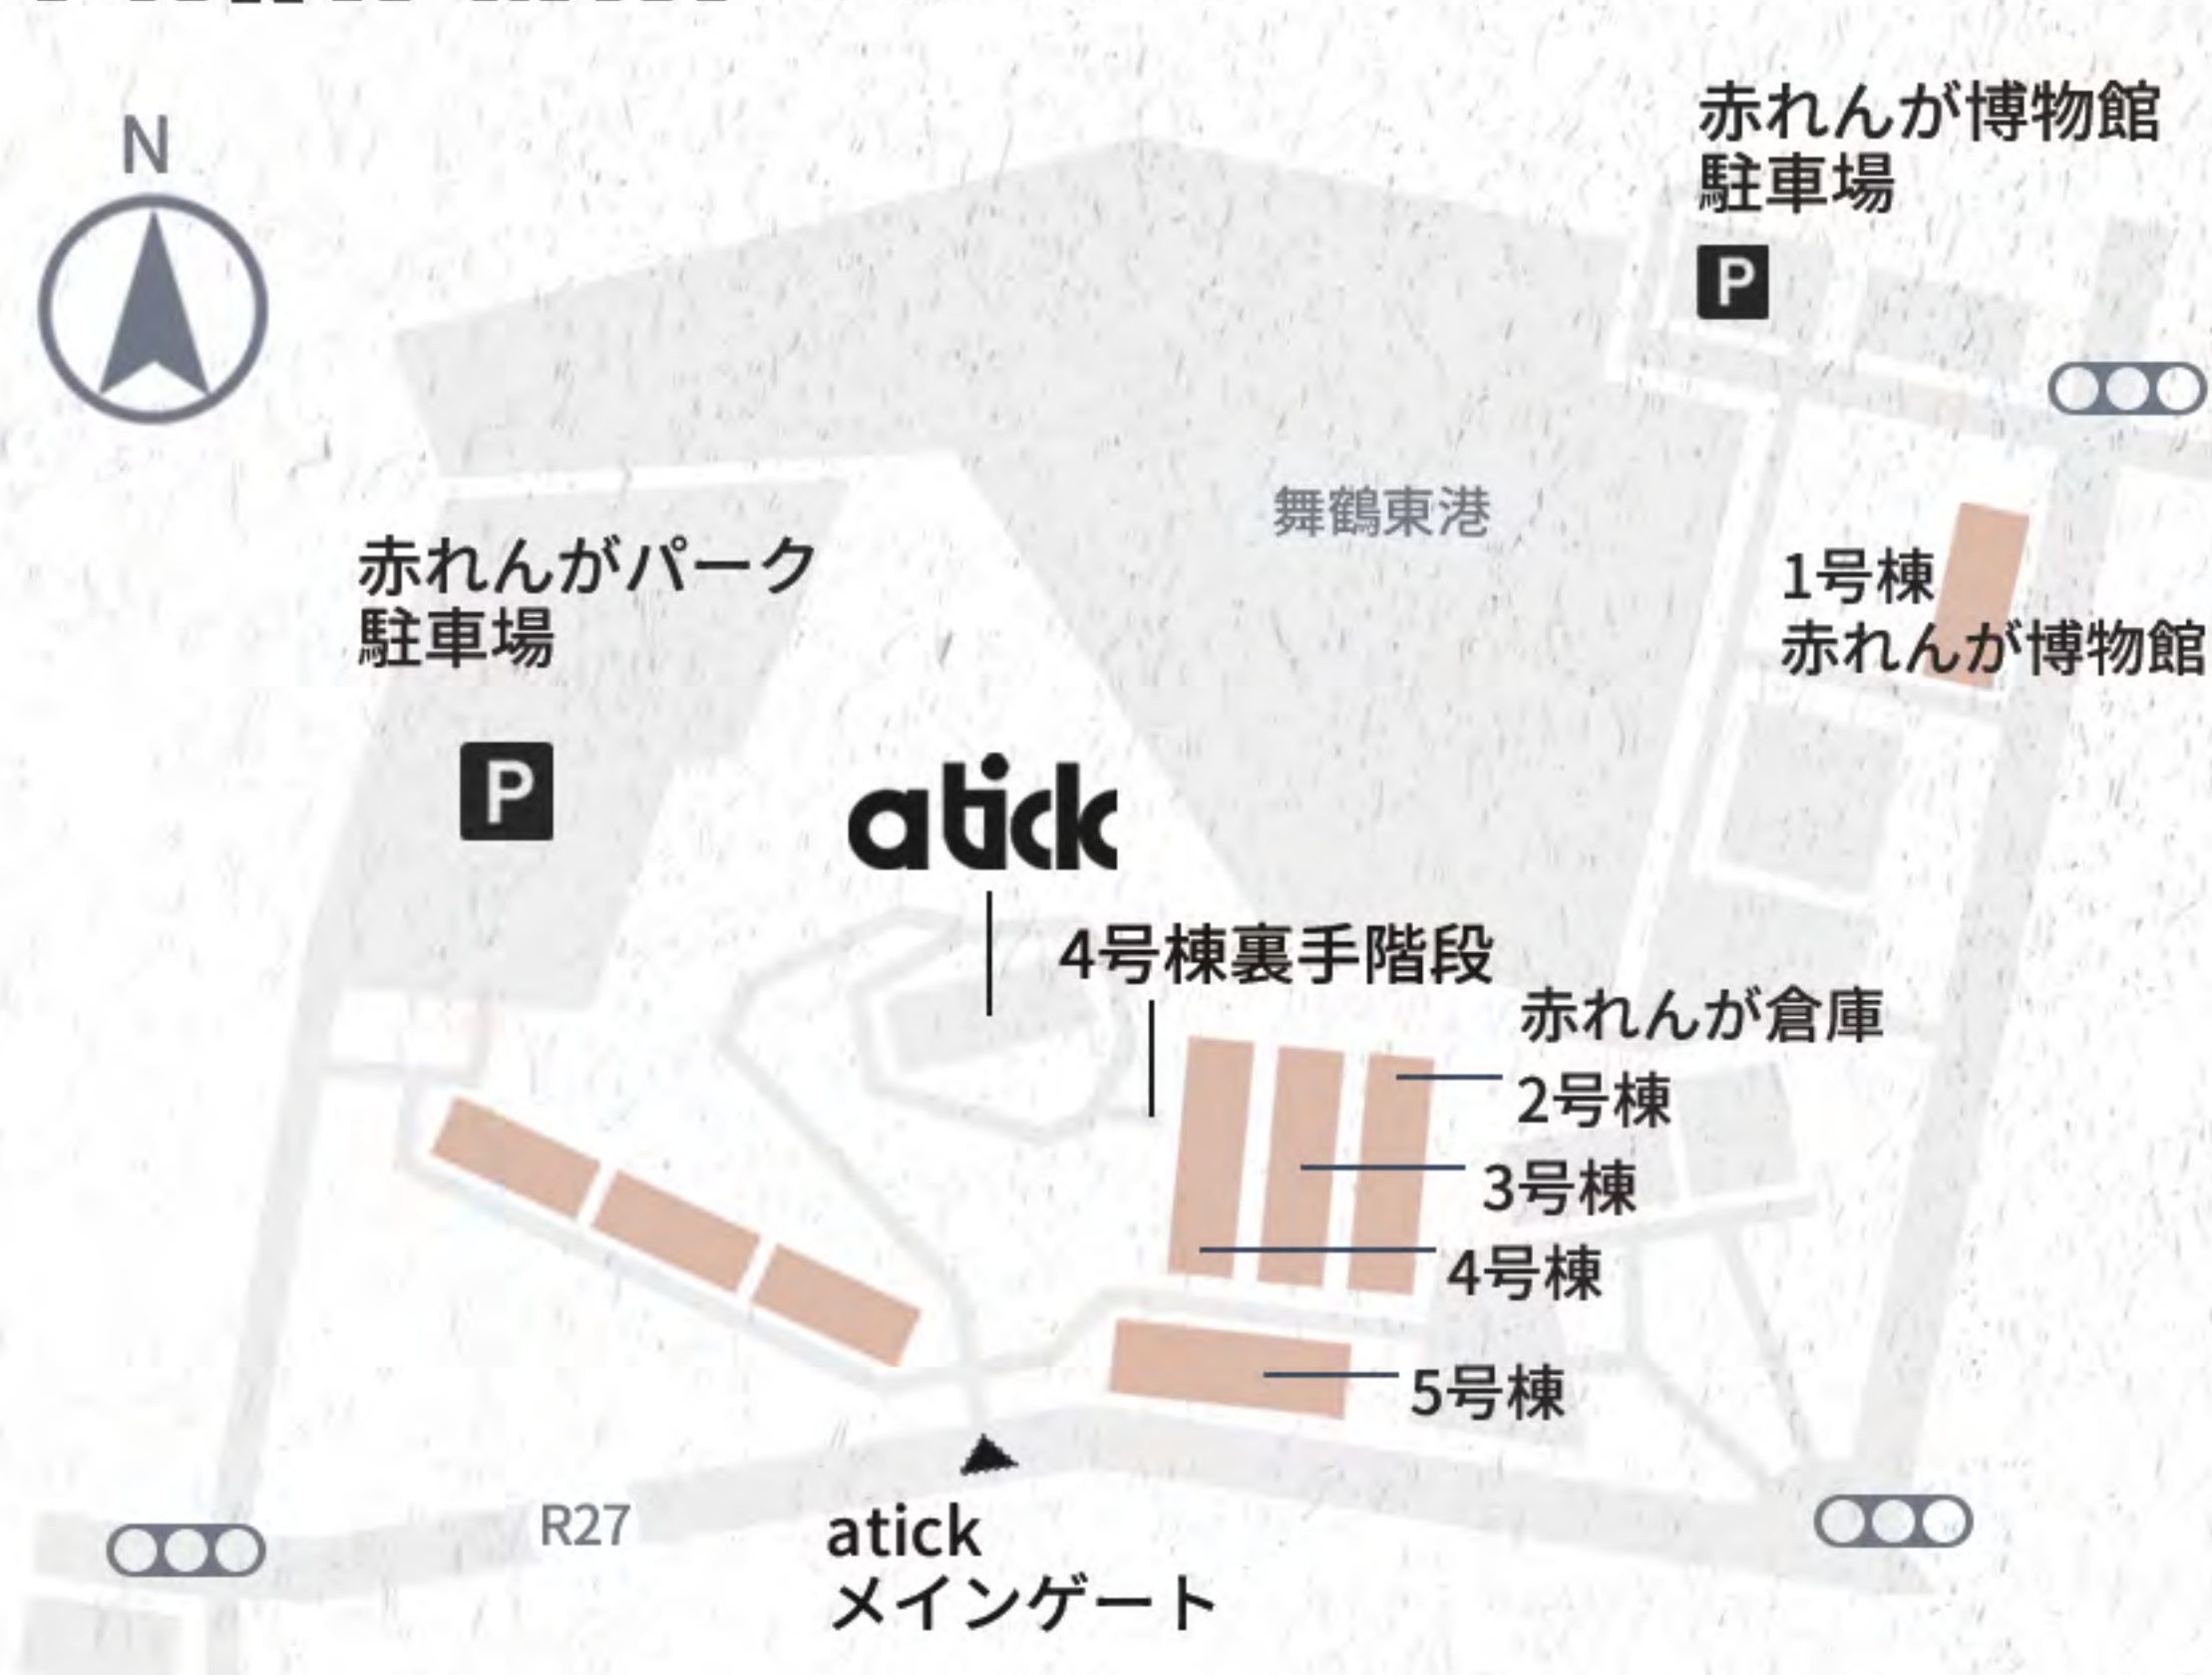 N
赤れんが博物館
駐車場
P
舞鶴東港
赤れんがパーク
駐車場
P
1号棟
赤れんが博物館
atick
4号棟裏手階段
赤れんが倉庫
2号棟
3号棟
4号棟
5号棟
R27
atick
メインゲート